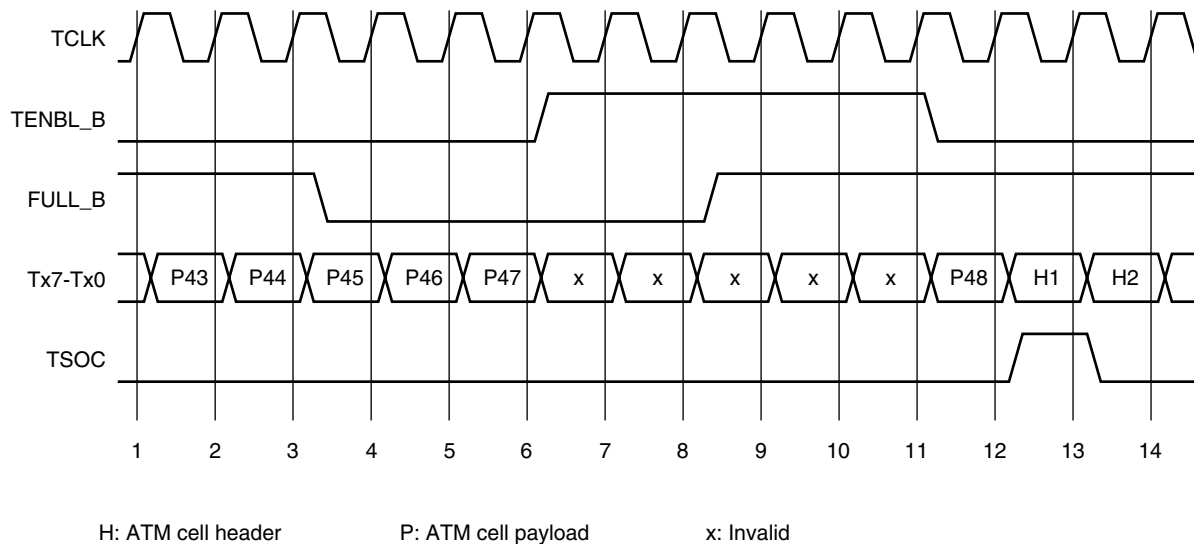 TCLK
TENBL_B
FULL_B
Tx7-Tx0 P43 P44 P45 P46 P47 x x x x x P48 H1 H2
TSOC
1 2 3 4 5 6 7 8 9 10 11 12 13 14
H: ATM cell header P: ATM cell payload x: Invalid